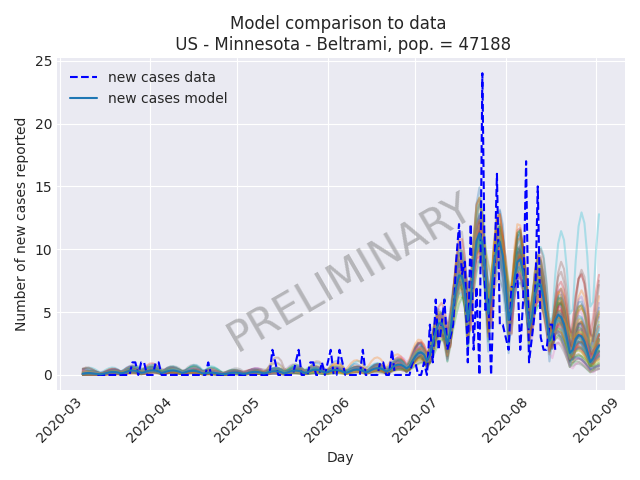 Model comparison to data
US - Minnesota - Beltrami, pop. = 47188
new cases data
new cases model
PRELIMINARY
Number of new cases reported
25
20
15
10
5
0
2020-03
2020-04
2020-05
2020-06
2020-07
2020-08
2020-09
Day